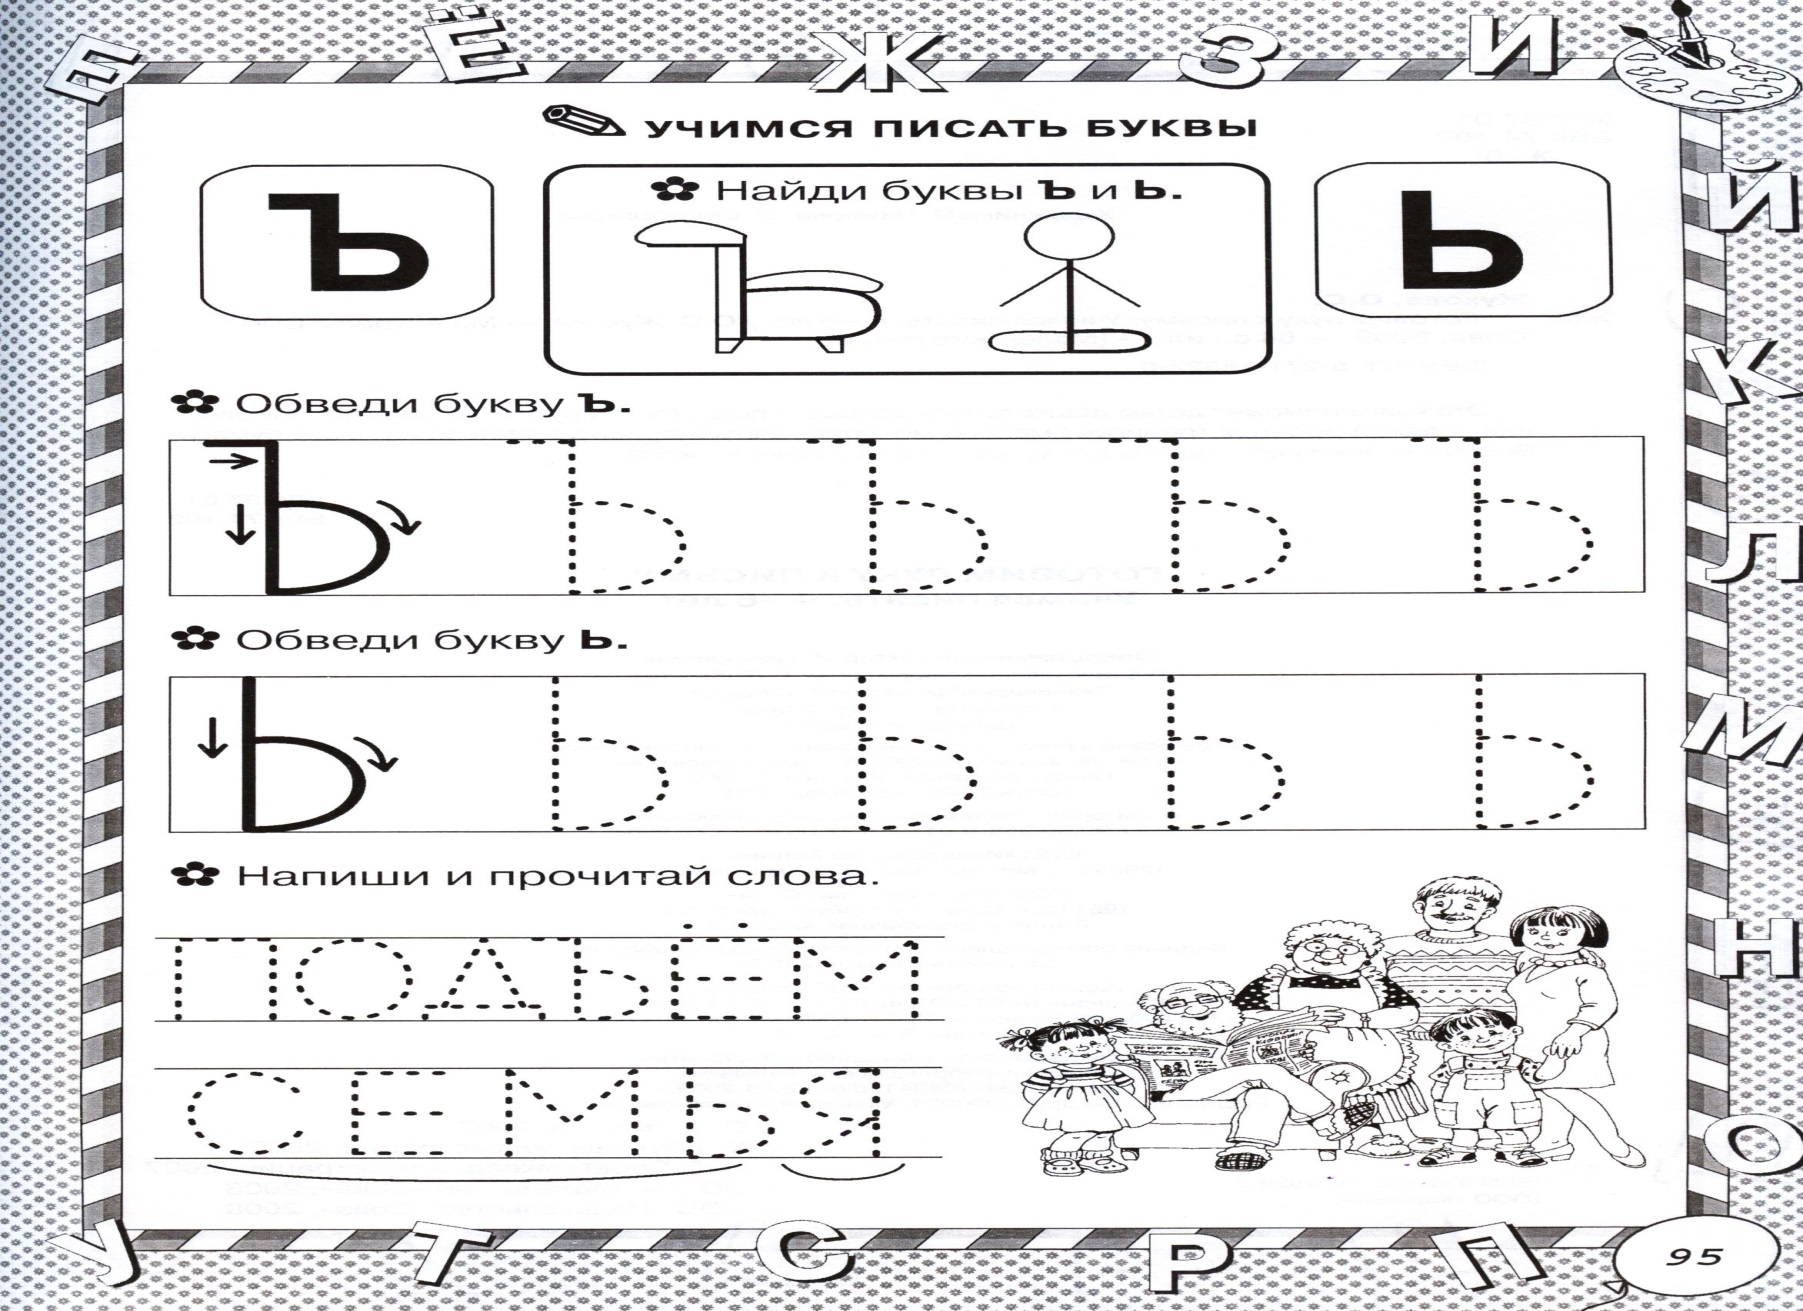 Е Ё Ж З И
УЧИМСЯ ПИСАТЬ БУКВЫ
Ъ
Найди буквы Ъ и Ь.
Ь
Й
К
Обведи букву Ъ.
Ъ Ъ Ъ Ъ Ъ
Л
Обведи букву Ь.
Ь Ь Ь Ь Ь
М
Напиши и прочитай слова.
ПОДЪЁМ
Н
СЕМЬЯ
О
У Т С Р П
95